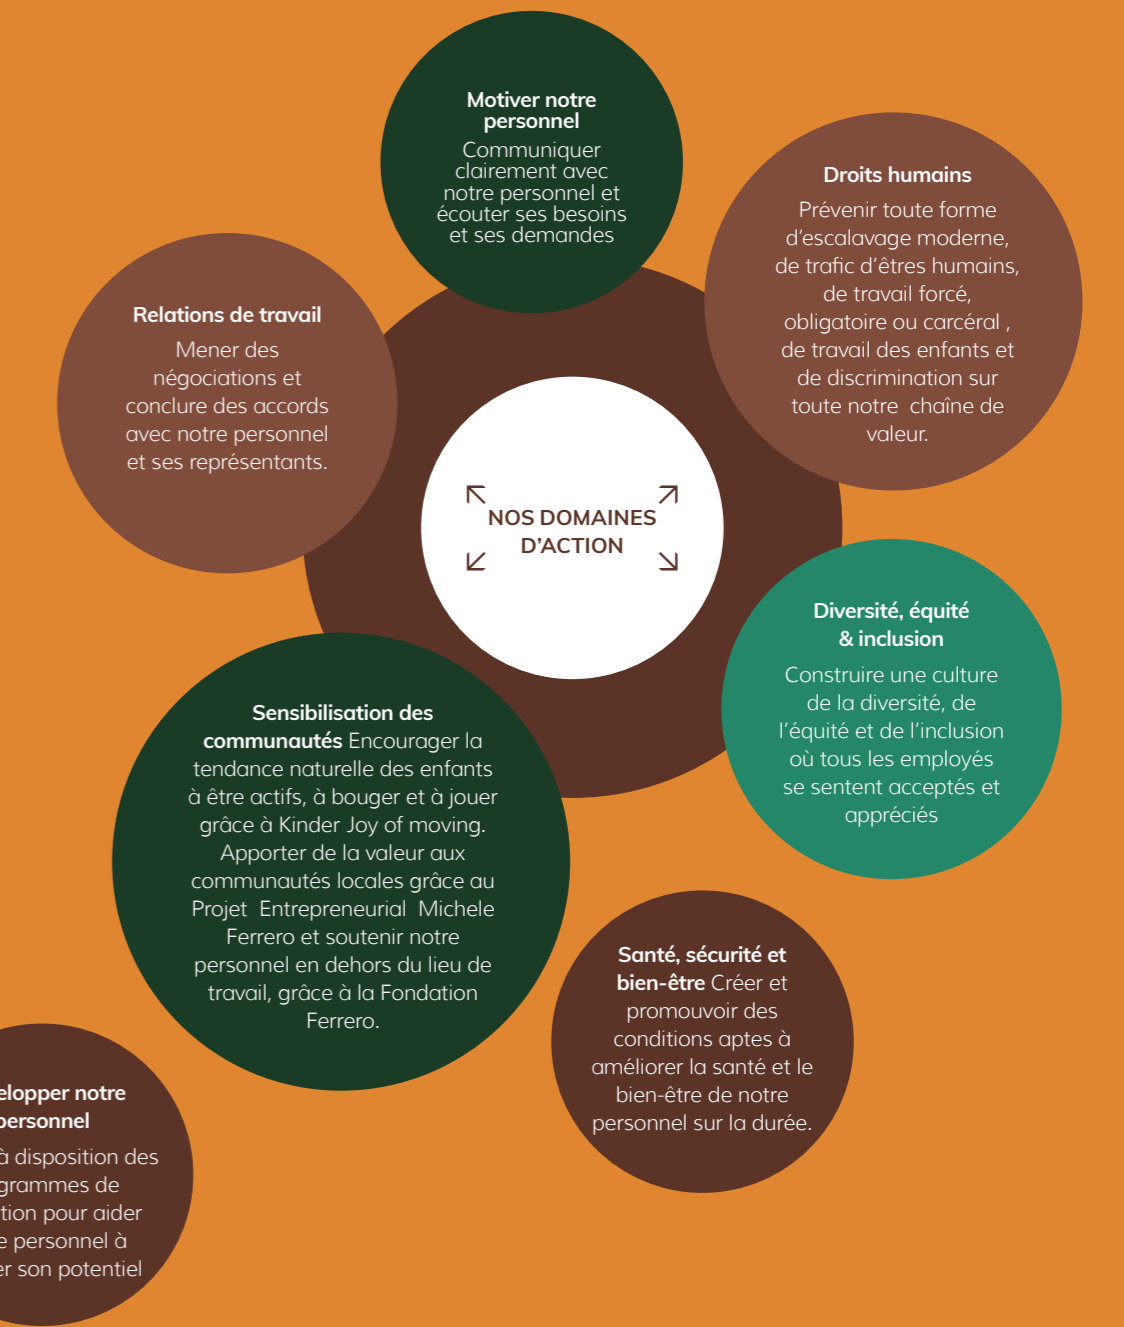 Motiver notre
personnel
Communiquer
clairement avec
notre personnel et
écouter ses besoins
et ses demandes
Droits humains
Prévenir toute forme
d’escalavage moderne,
de trafic d’êtres humains,
de travail forcé,
obligatoire ou carcéral ,
de travail des enfants et
de discrimination sur
toute notre chaîne de
valeur.
Relations de travail
Mener des
négociations et
conclure des accords
avec notre personnel
et ses représentants.
NOS DOMAINES
D’ACTION
Diversité, équité
& inclusion
Construire une culture
de la diversité, de
l’équité et de l’inclusion
où tous les employés
se sentent acceptés et
appréciés
Sensibilisation des
communautés Encourager la
tendance naturelle des enfants
à être actifs, à bouger et à jouer
grâce à Kinder Joy of moving.
Apporter de la valeur aux
communautés locales grâce au
Projet Entrepreneurial Michele
Ferrero et soutenir notre
personnel en dehors du lieu de
travail, grâce à la Fondation
Ferrero.
Santé, sécurité et
bien-être Créer et
promouvoir des
conditions aptes à
améliorer la santé et le
bien-être de notre
personnel sur la durée.
elopper notre
personnel
à disposition des
grammes de
tion pour aider
e personnel à
er son potentiel